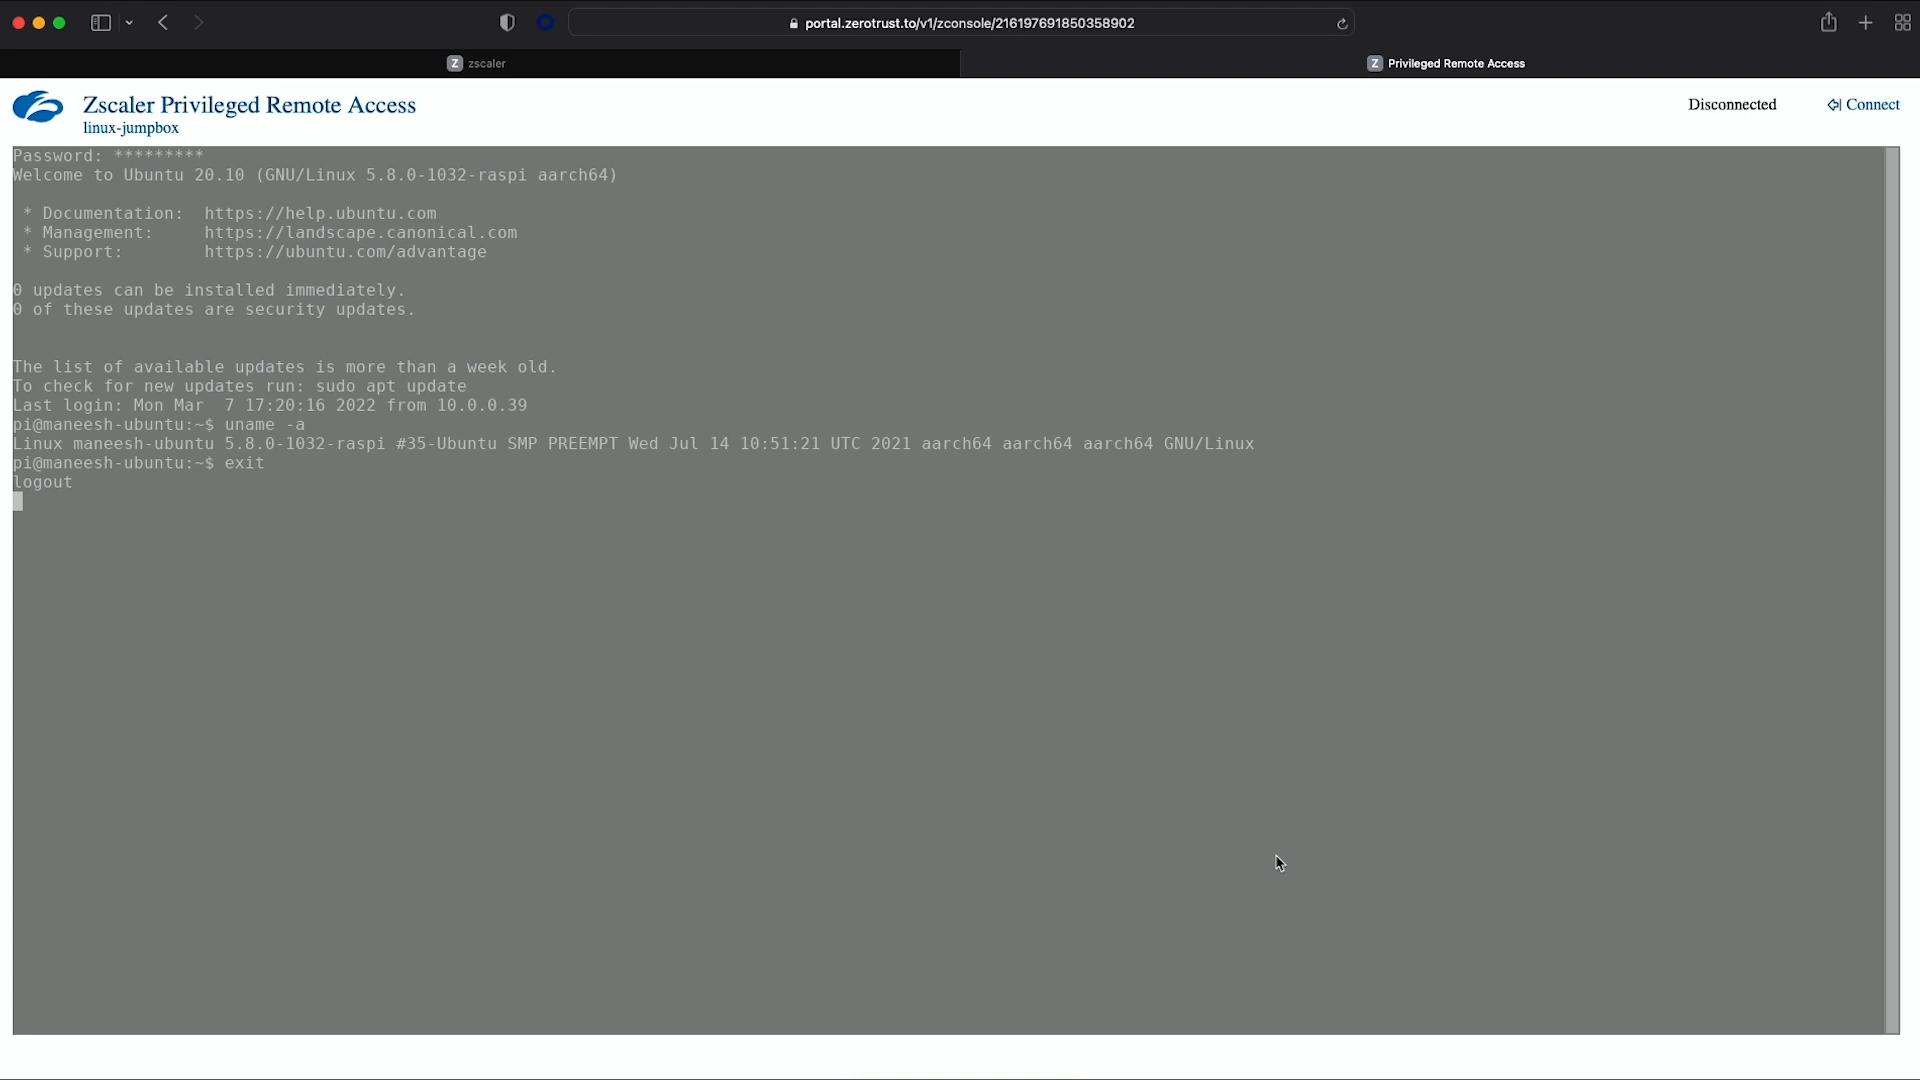 portal.zerotrust.to/v1/zconsole/216197691850358902
Z zscaler
Z Privileged Remote Access
Zscaler Privileged Remote Access
linux-jumpbox
Disconnected
Connect
Password: *********
Welcome to Ubuntu 20.10 (GNU/Linux 5.8.0-1032-raspi aarch64)
* Documentation:  https://help.ubuntu.com
* Management:     https://landscape.canonical.com
* Support:        https://ubuntu.com/advantage
0 updates can be installed immediately.
0 of these updates are security updates.
The list of available updates is more than a week old.
To check for new updates run: sudo apt update
Last login: Mon Mar  7 17:20:16 2022 from 10.0.0.39
pi@maneesh-ubuntu:~$ uname -a
Linux maneesh-ubuntu 5.8.0-1032-raspi #35-Ubuntu SMP PREEMPT Wed Jul 14 10:51:21 UTC 2021 aarch64 aarch64 aarch64 GNU/Linux
pi@maneesh-ubuntu:~$ exit
logout